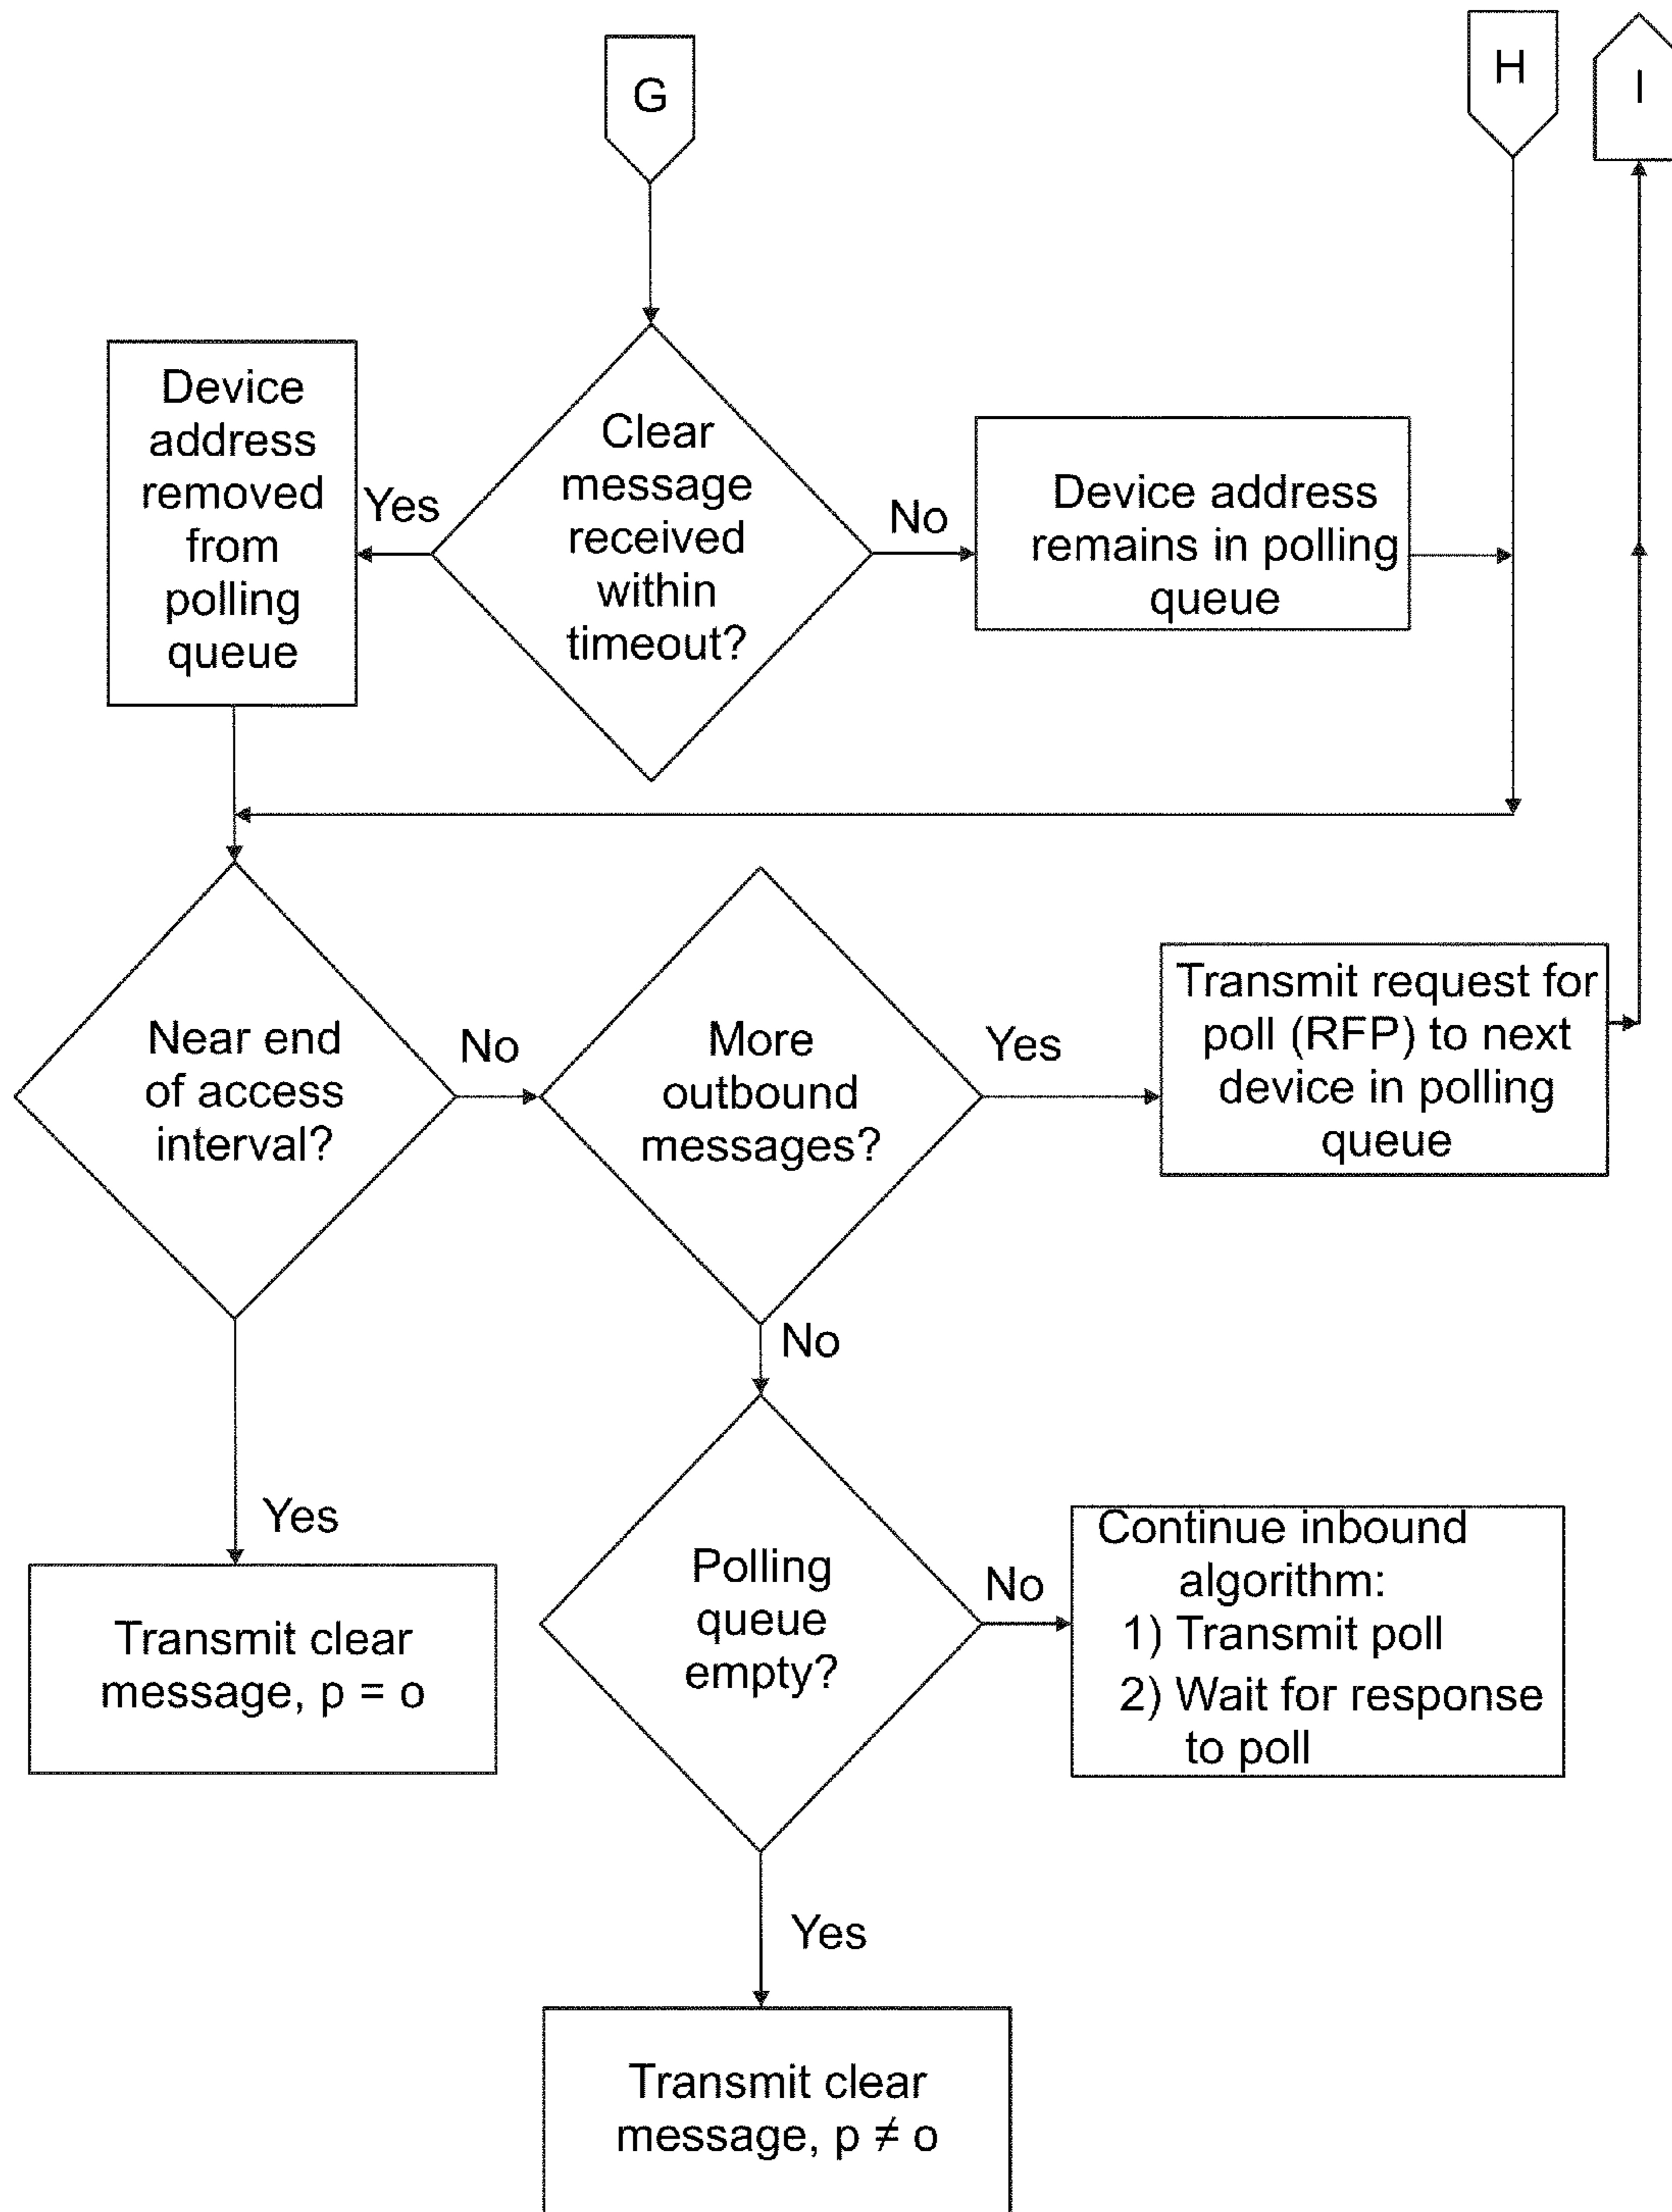 G
H
I
Device
address
removed
from
polling
queue
Yes
Clear
message
received
within
timeout?
No
Device address
remains in polling
queue
Near end
of access
interval?
No
More
outbound
messages?
Yes
Transmit request for
poll (RFP) to next
device in polling
queue
No
Yes
Transmit clear
message, p = o
Polling
queue
empty?
No
Continue inbound
algorithm:
1) Transmit poll
2) Wait for response
to poll
Yes
Transmit clear
message, p ≠ o